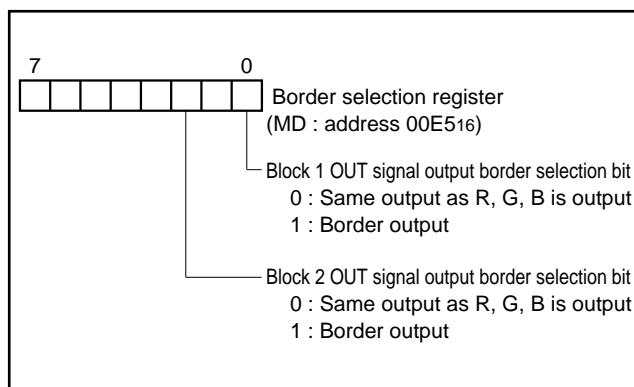 7 0
Border selection register
(MD : address 00E516)
Block 1 OUT signal output border selection bit
0 : Same output as R, G, B is output
1 : Border output
Block 2 OUT signal output border selection bit
0 : Same output as R, G, B is output
1 : Border output